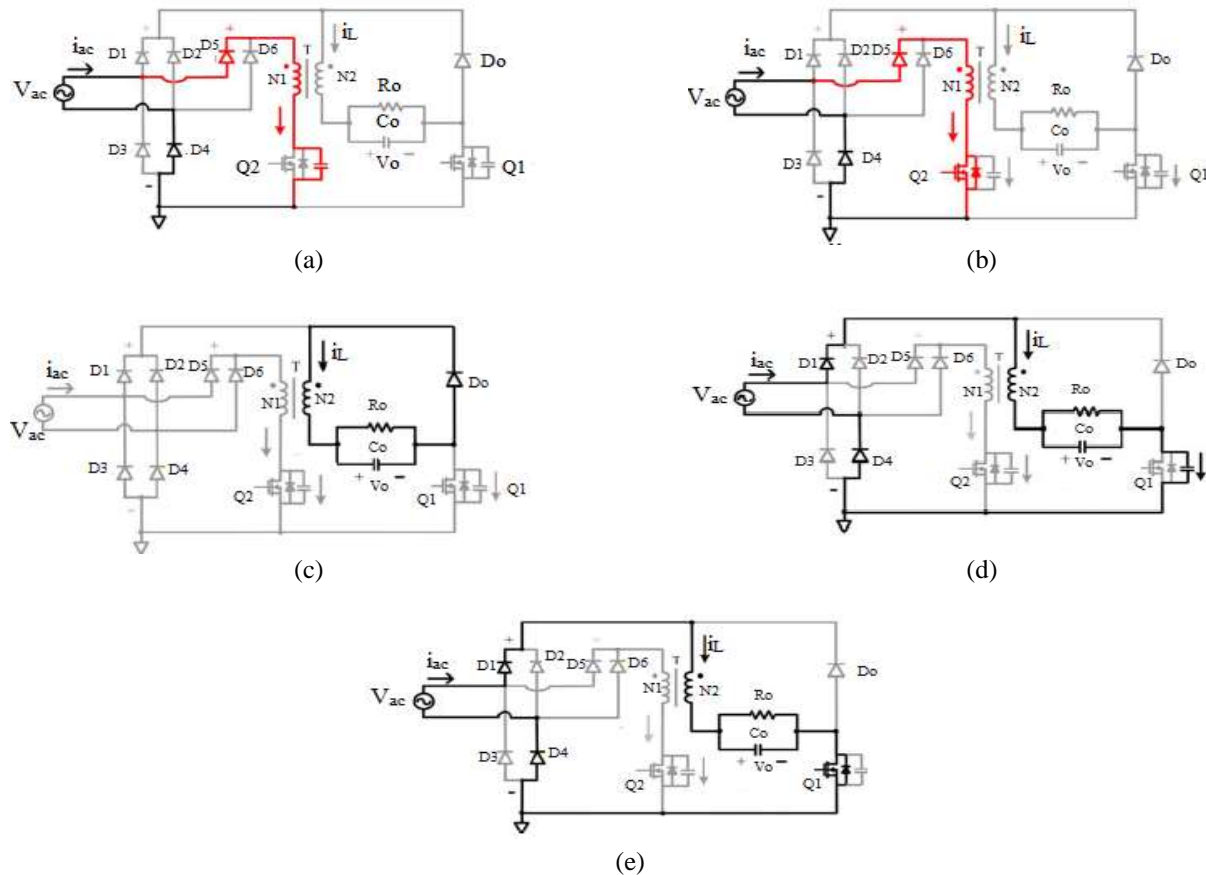 iac
Vac
D1
D2
D5
D6
D3
D4
+
-
T
N1
N2
iL
Do
Ro
Co
+ Vo -
Q2
Q1
(a)
iac
Vac
D1
D2
D5
D6
D3
D4
+
-
T
N1
N2
iL
Do
Ro
Co
+ Vo -
Q2
Q1
(b)
iac
Vac
D1
D2
D5
D6
D3
D4
+
-
T
N1
N2
iL
Do
Ro
Co
+ Vo -
Q2
Q1
(c)
iac
Vac
D1
D2
D5
D6
D3
D4
+
-
T
N1
N2
iL
Do
Ro
Co
+ Vo -
Q2
Q1
(d)
iac
Vac
D1
D2
D5
D6
D3
D4
+
-
T
N1
N2
iL
Do
Ro
Co
+ Vo -
Q2
Q1
(e)